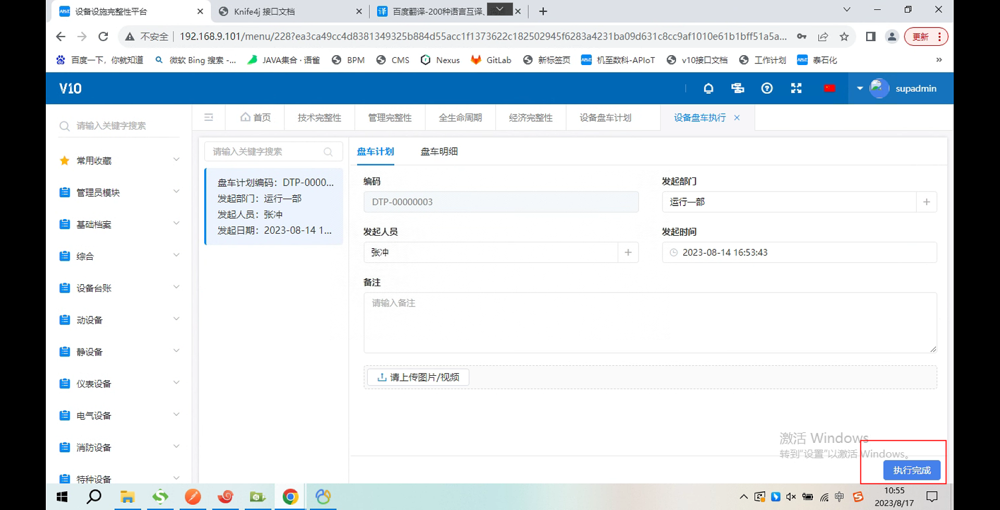 设备设施完整性平台
Knife4j 接口文档
百度翻译-200种语言互译、
不安全
192.168.9.101/menu/228?ea3ca49cc4d8381349325b884d55acc1f1373622c182502945f6283a4231ba09d631c8cc9af1010e61b1bff51a5a...
更新
百度一下，你就知道
微软 Bing 搜索 -...
JAVA集合 · 语雀
BPM
CMS
Nexus
GitLab
新标签页
机至数科-APIoT
v10接口文档
工作计划
泰石化
V10
supadmin
请输入关键字搜索
首页
技术完整性
管理完整性
全生命周期
经济完整性
设备盘车计划
设备盘车执行
常用收藏
管理员模块
基础档案
综合
设备台账
动设备
静设备
仪表设备
电气设备
消防设备
特种设备
请输入关键字搜索
盘车计划编码：DTP-0000...
发起部门：运行一部
发起人员：张冲
发起日期：2023-08-14 1...
盘车计划
盘车明细
编码
DTP-00000003
发起部门
运行一部
发起人员
张冲
发起时间
2023-08-14 16:53:43
备注
请输入备注
请上传图片/视频
激活 Windows
转到"设置"以激活 Windows。
执行完成
中
10:55
2023/8/17